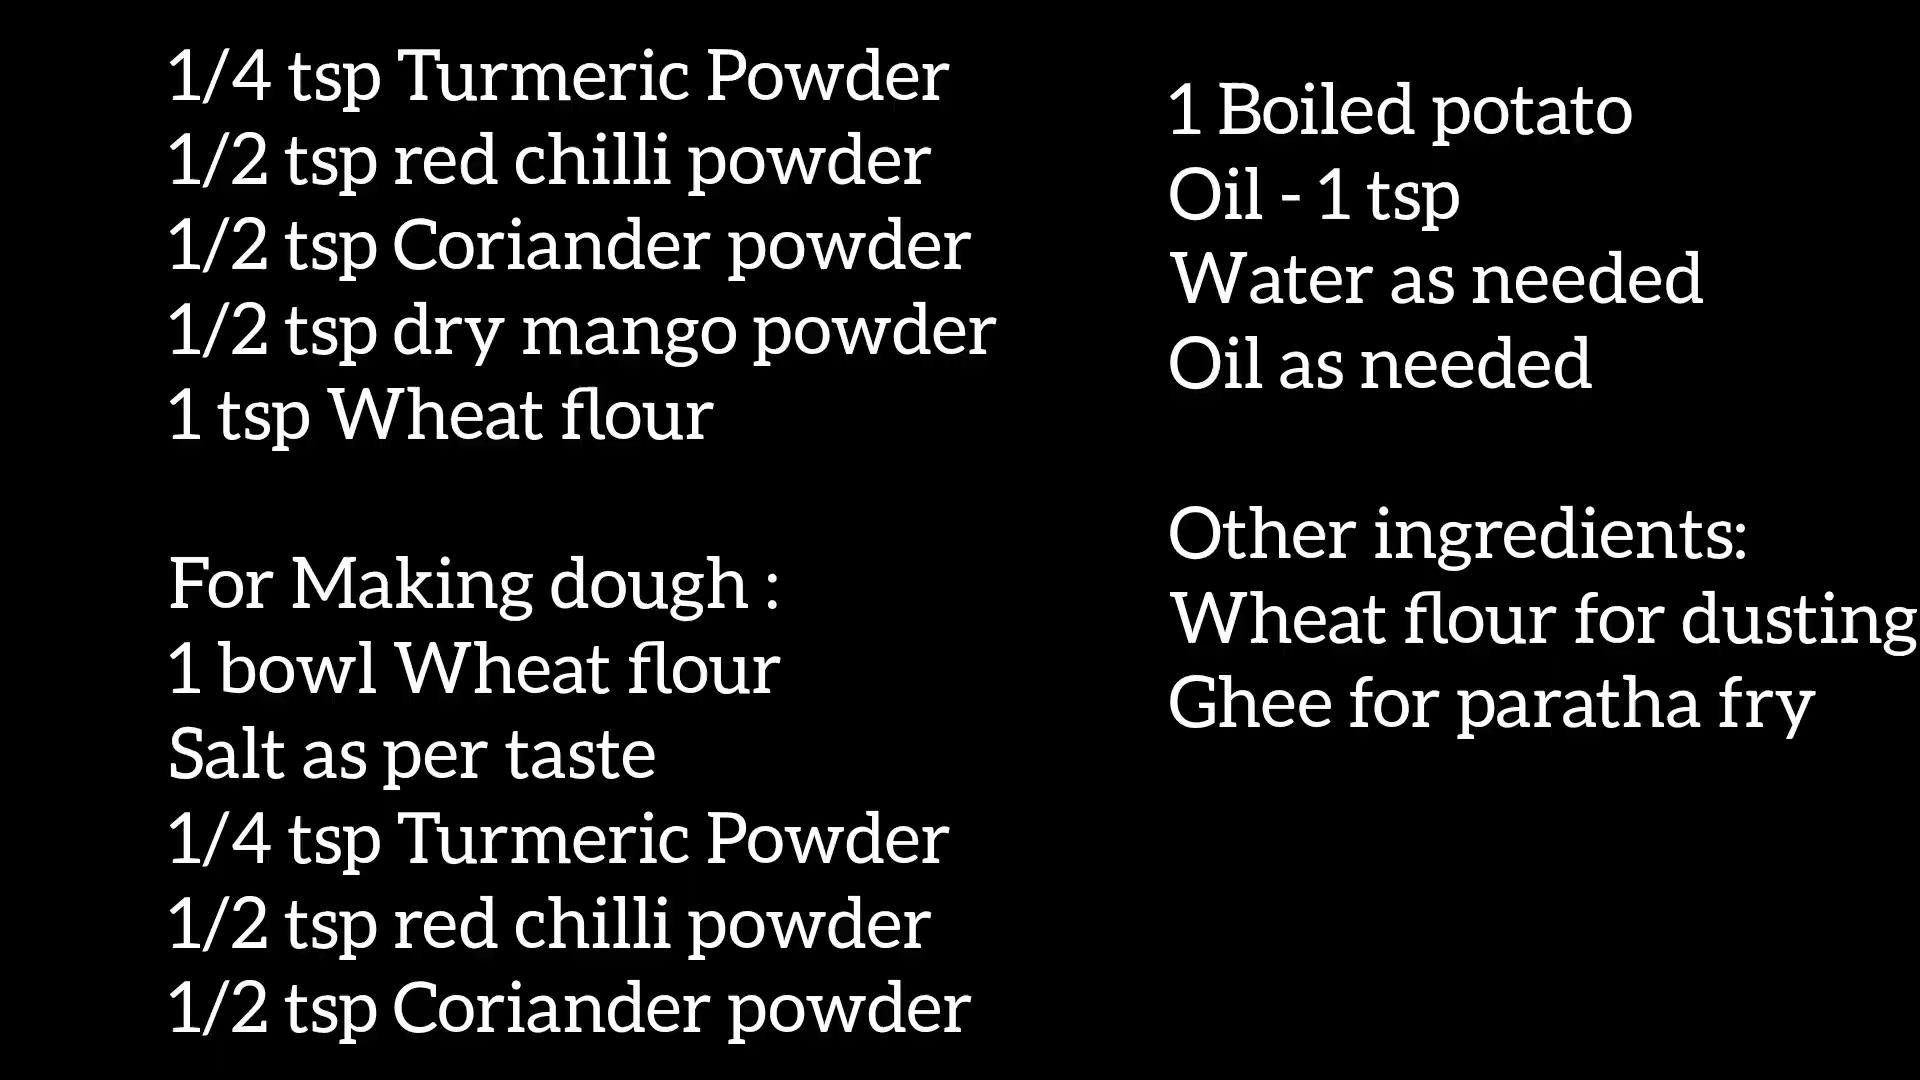 1/4 tsp Turmeric Powder
1/2 tsp red chilli powder
1/2 tsp Coriander powder
1/2 tsp dry mango powder
1 tsp Wheat flour
For Making dough :
1 bowl Wheat flour
Salt as per taste
1/4 tsp Turmeric Powder
1/2 tsp red chilli powder
1/2 tsp Coriander powder
1 Boiled potato
Oil - 1 tsp
Water as needed
Oil as needed
Other ingredients:
Wheat flour for dusting
Ghee for paratha fry